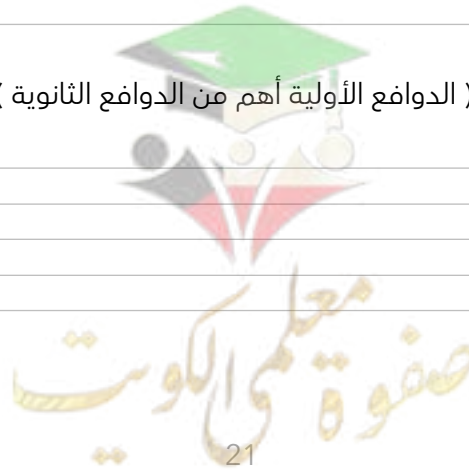 ( الدوافع الأولية أهم من الدوافع الثانوية )
صفوة معلمي الكويت
21